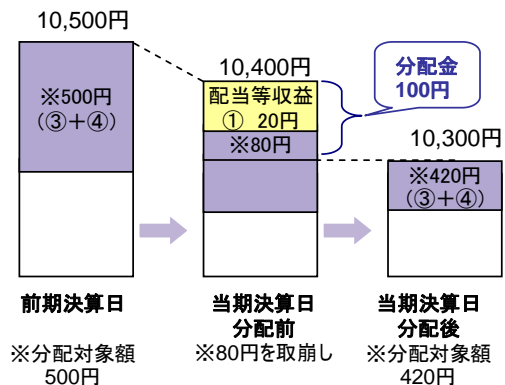 10,500円
※500円
(③+④)
10,400円
配当等収益
① 20円
※80円
分配金
100円
10,300円
※420円
(③+④)
前期決算日
※分配対象額
500円
当期決算日
分配前
※80円を取崩し
当期決算日
分配後
※分配対象額
420円